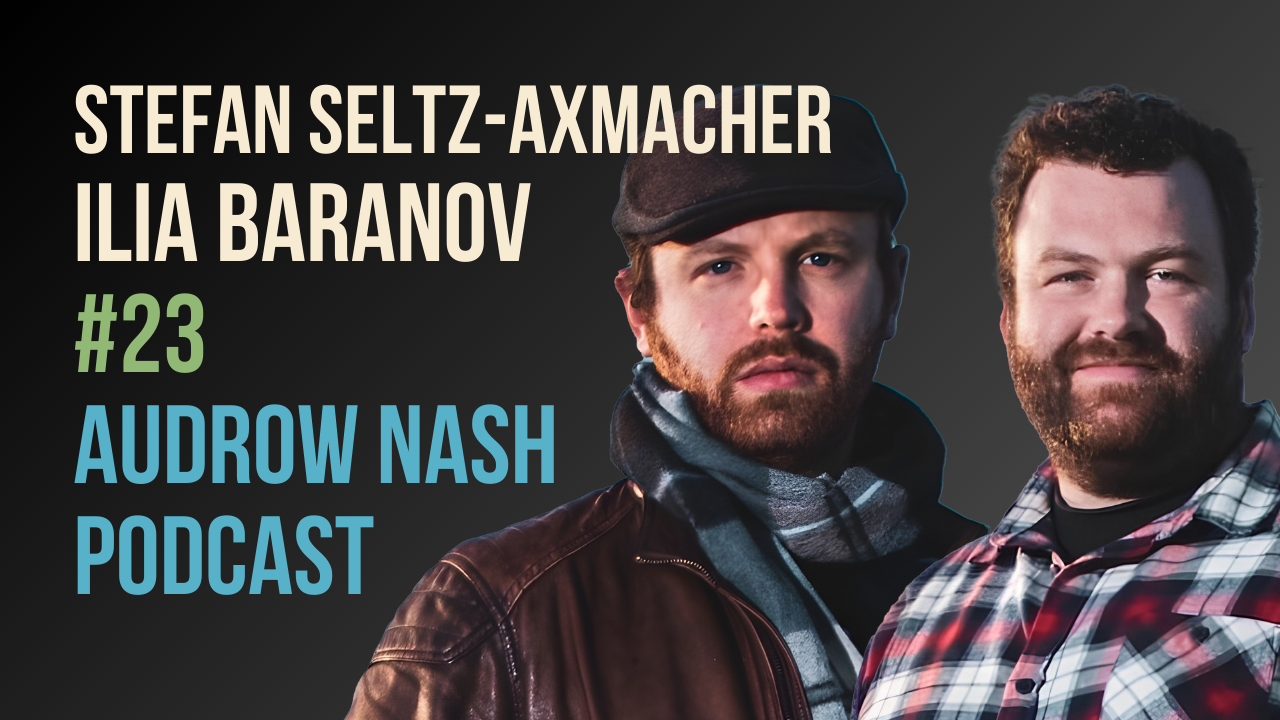 STEFAN SELTZ-AXMACHER
ILIA BARANOV
#23
AUDROW NASH
PODCAST